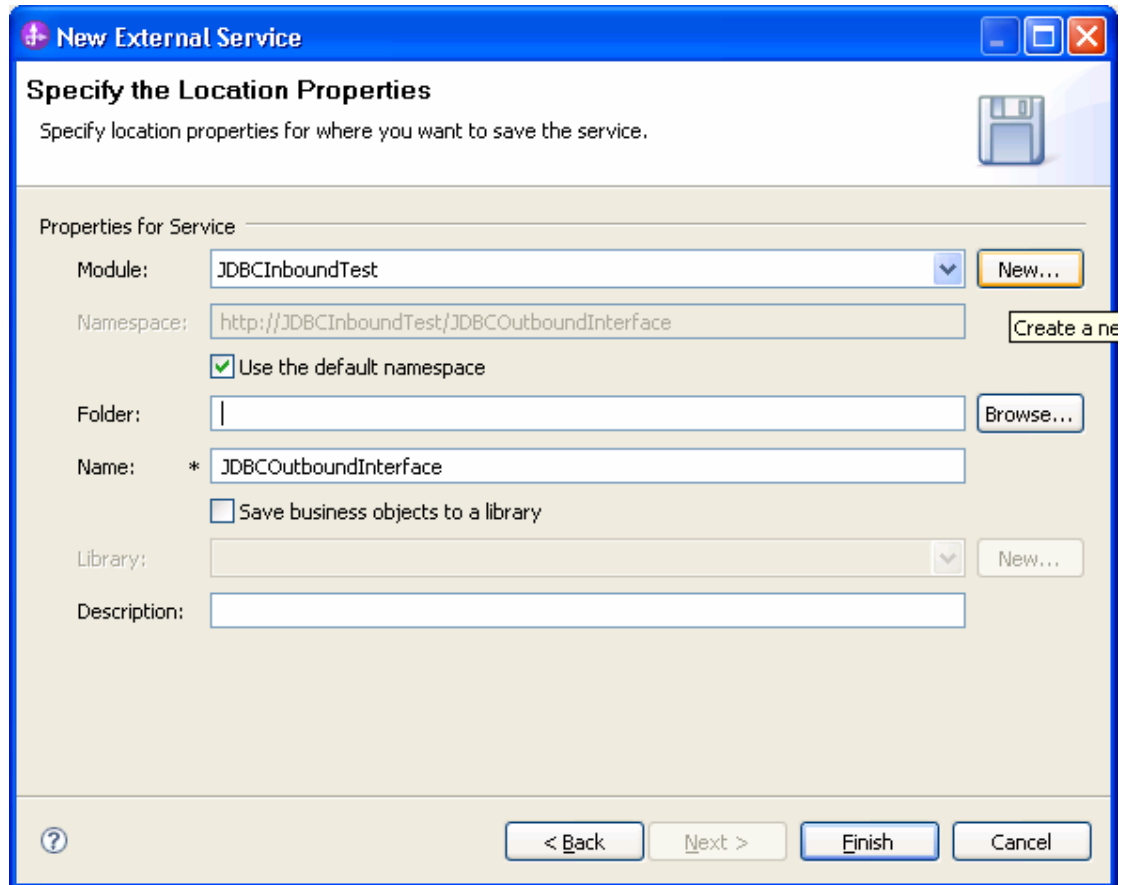 New External Service
Specify the Location Properties
Specify location properties for where you want to save the service.
Properties for Service
Module: JDBCInboundTest New...
Namespace: http://JDBCInboundTest/JDBCOutboundInterface
Create a ne
Use the default namespace
Folder: Browse...
Name: * JDBCOutboundInterface
Save business objects to a library
Library: New...
Description:
? < Back Next > Finish Cancel